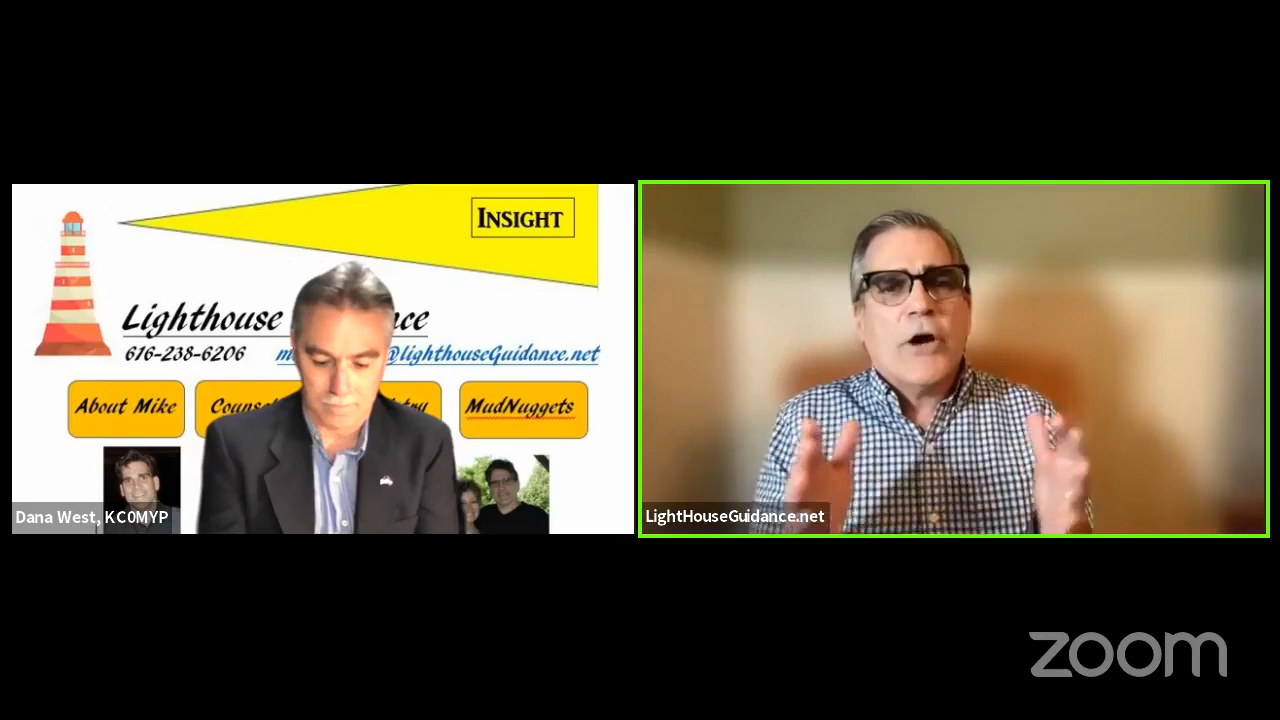 INSIGHT
Lighthouse
616-238-6206 @lighthouseGuidance.net
About Mike MudNuggets
Dana West, KC0MYP
LightHouseGuidance.net
zoom